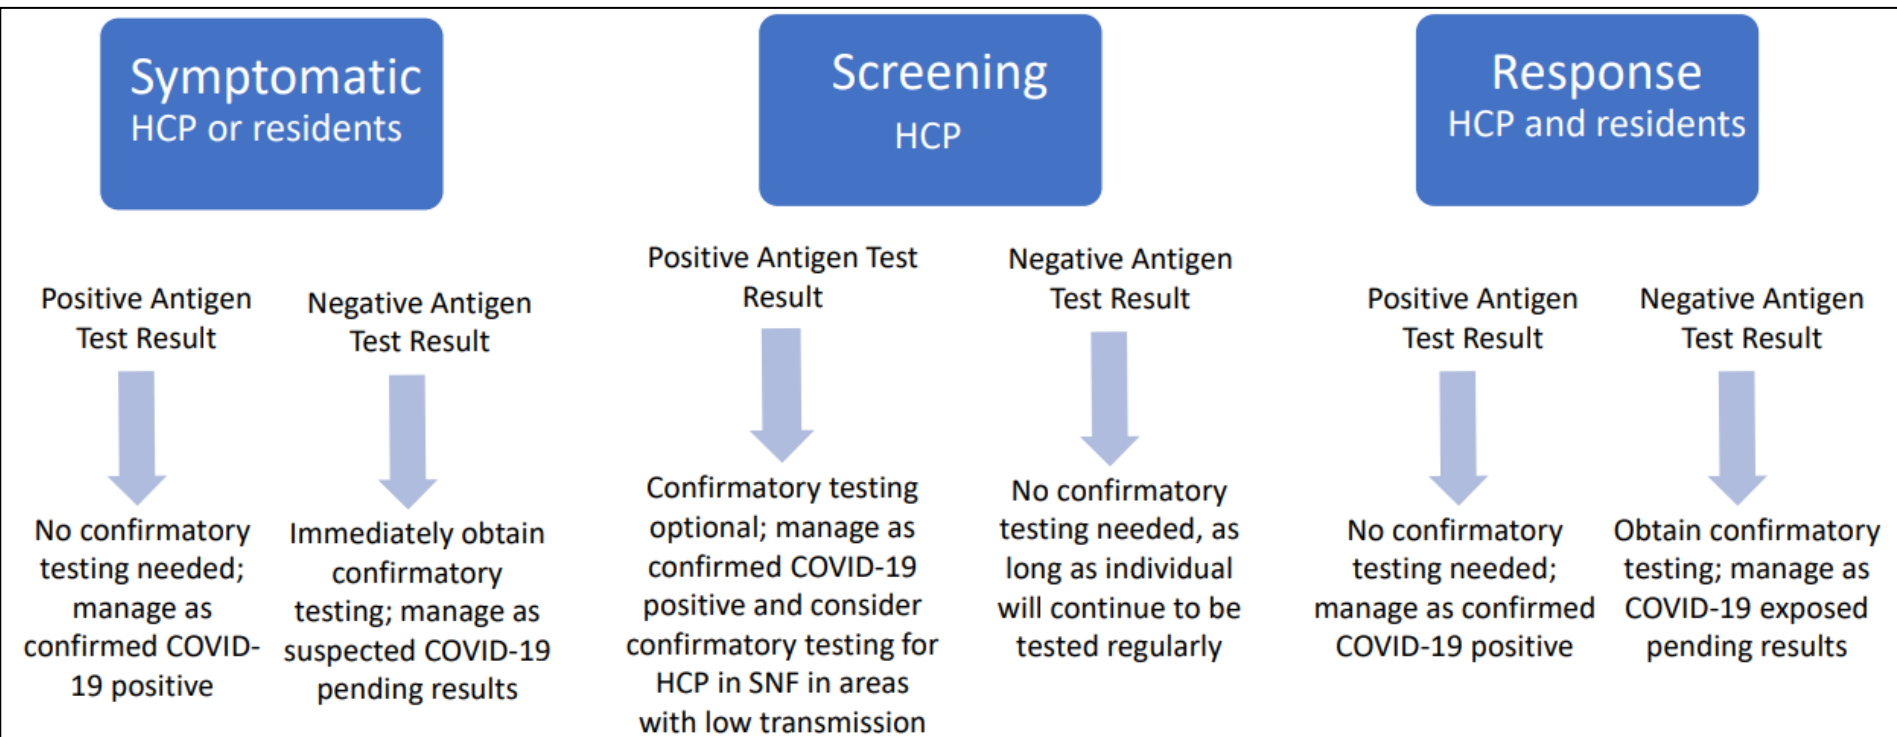 Symptomatic
HCP or residents
Positive Antigen
Test Result
No confirmatory
testing needed;
manage as
confirmed COVID-
19 positive
Negative Antigen
Test Result
Immediately obtain
confirmatory
testing; manage as
suspected COVID-19
pending results
Screening
HCP
Positive Antigen Test
Result
Confirmatory testing
optional; manage as
confirmed COVID-19
positive and consider
confirmatory testing for
HCP in SNF in areas
with low transmission
Negative Antigen
Test Result
No confirmatory
testing needed, as
long as individual
will continue to be
tested regularly
Response
HCP and residents
Positive Antigen
Test Result
No confirmatory
testing needed;
manage as confirmed
COVID-19 positive
Negative Antigen
Test Result
Obtain confirmatory
testing; manage as
COVID-19 exposed
pending results